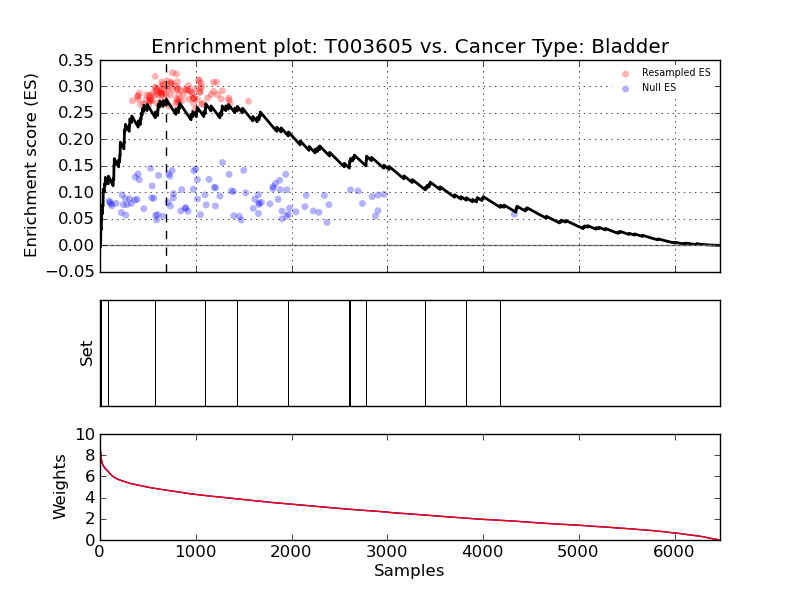 Enrichment plot: T003605 vs. Cancer Type: Bladder
Enrichment score (ES)
0.35
0.30
0.25
0.20
0.15
0.10
0.05
0.00
−0.05
Resampled ES
Null ES
Set
Weights
10
8
6
4
2
0
0 1000 2000 3000 4000 5000 6000
Samples